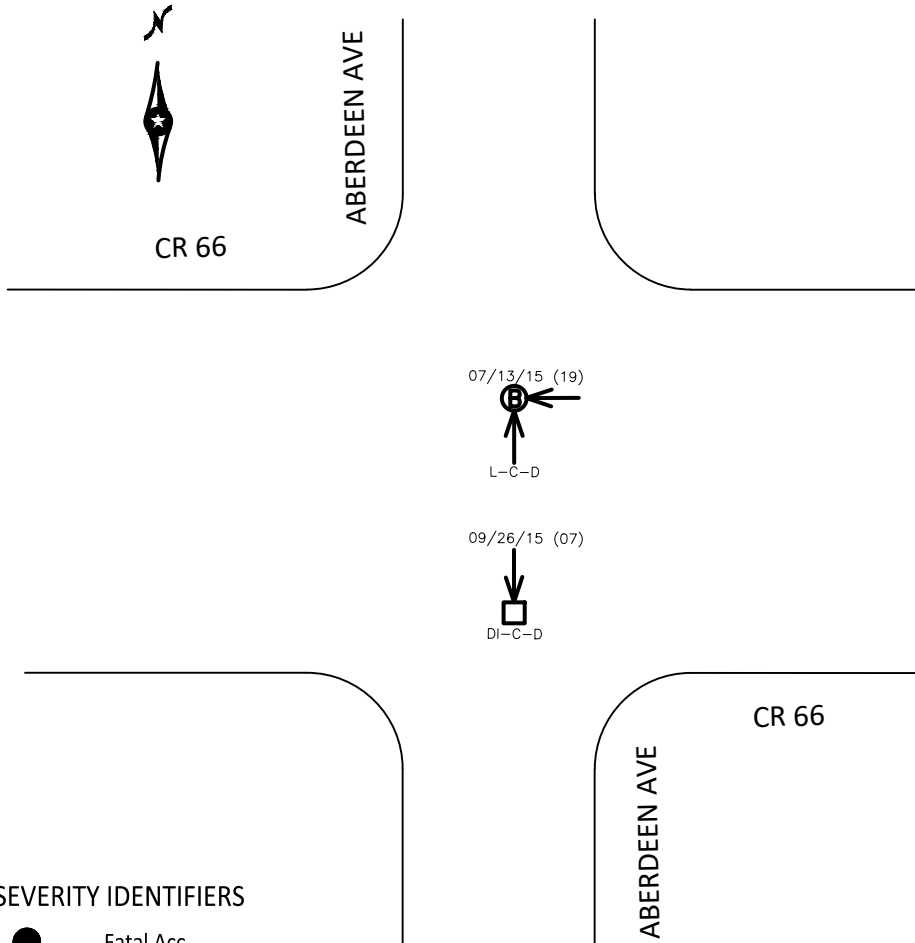 N
ABERDEEN AVE
CR 66
07/13/15 (19)
B
L-C-D
09/26/15 (07)
DI-C-D
CR 66
ABERDEEN AVE
SEVERITY IDENTIFIERS
Fatal Acc